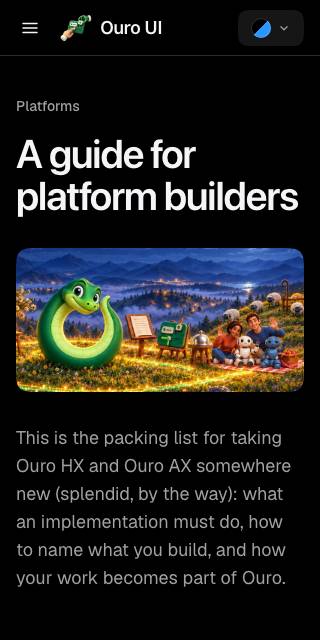 Ouro UI
Platforms
A guide for
platform builders
This is the packing list for taking
Ouro HX and Ouro AX somewhere
new (splendid, by the way): what
an implementation must do, how
to name what you build, and how
your work becomes part of Ouro.